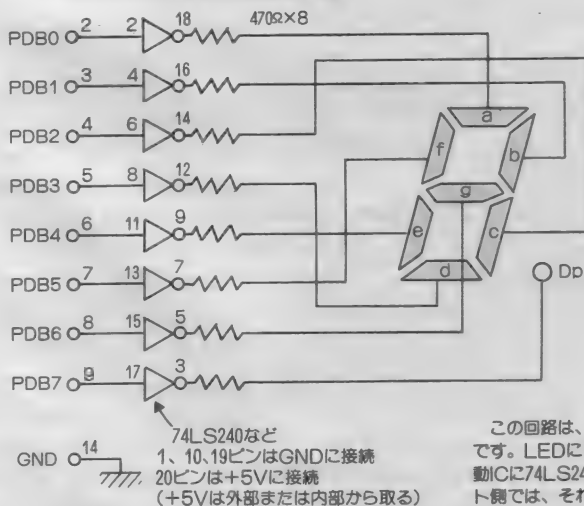 470Ω×8
PDB0 2 2 18
PDB1 3 4 16
PDB2 4 6 14
PDB3 5 8 12
PDB4 6 11 9
PDB5 7 13 7
PDB6 8 15 5
PDB7 9 17 3
a
f
b
g
e
c
d
Dp
GND 14
74LS240など
1、10、19ピンはGNDに接続
20ピンは+5Vに接続
(+5Vは外部または内部から取る)
この回路は、
です。LEDに
動ICに74LS24
ト側では、それ